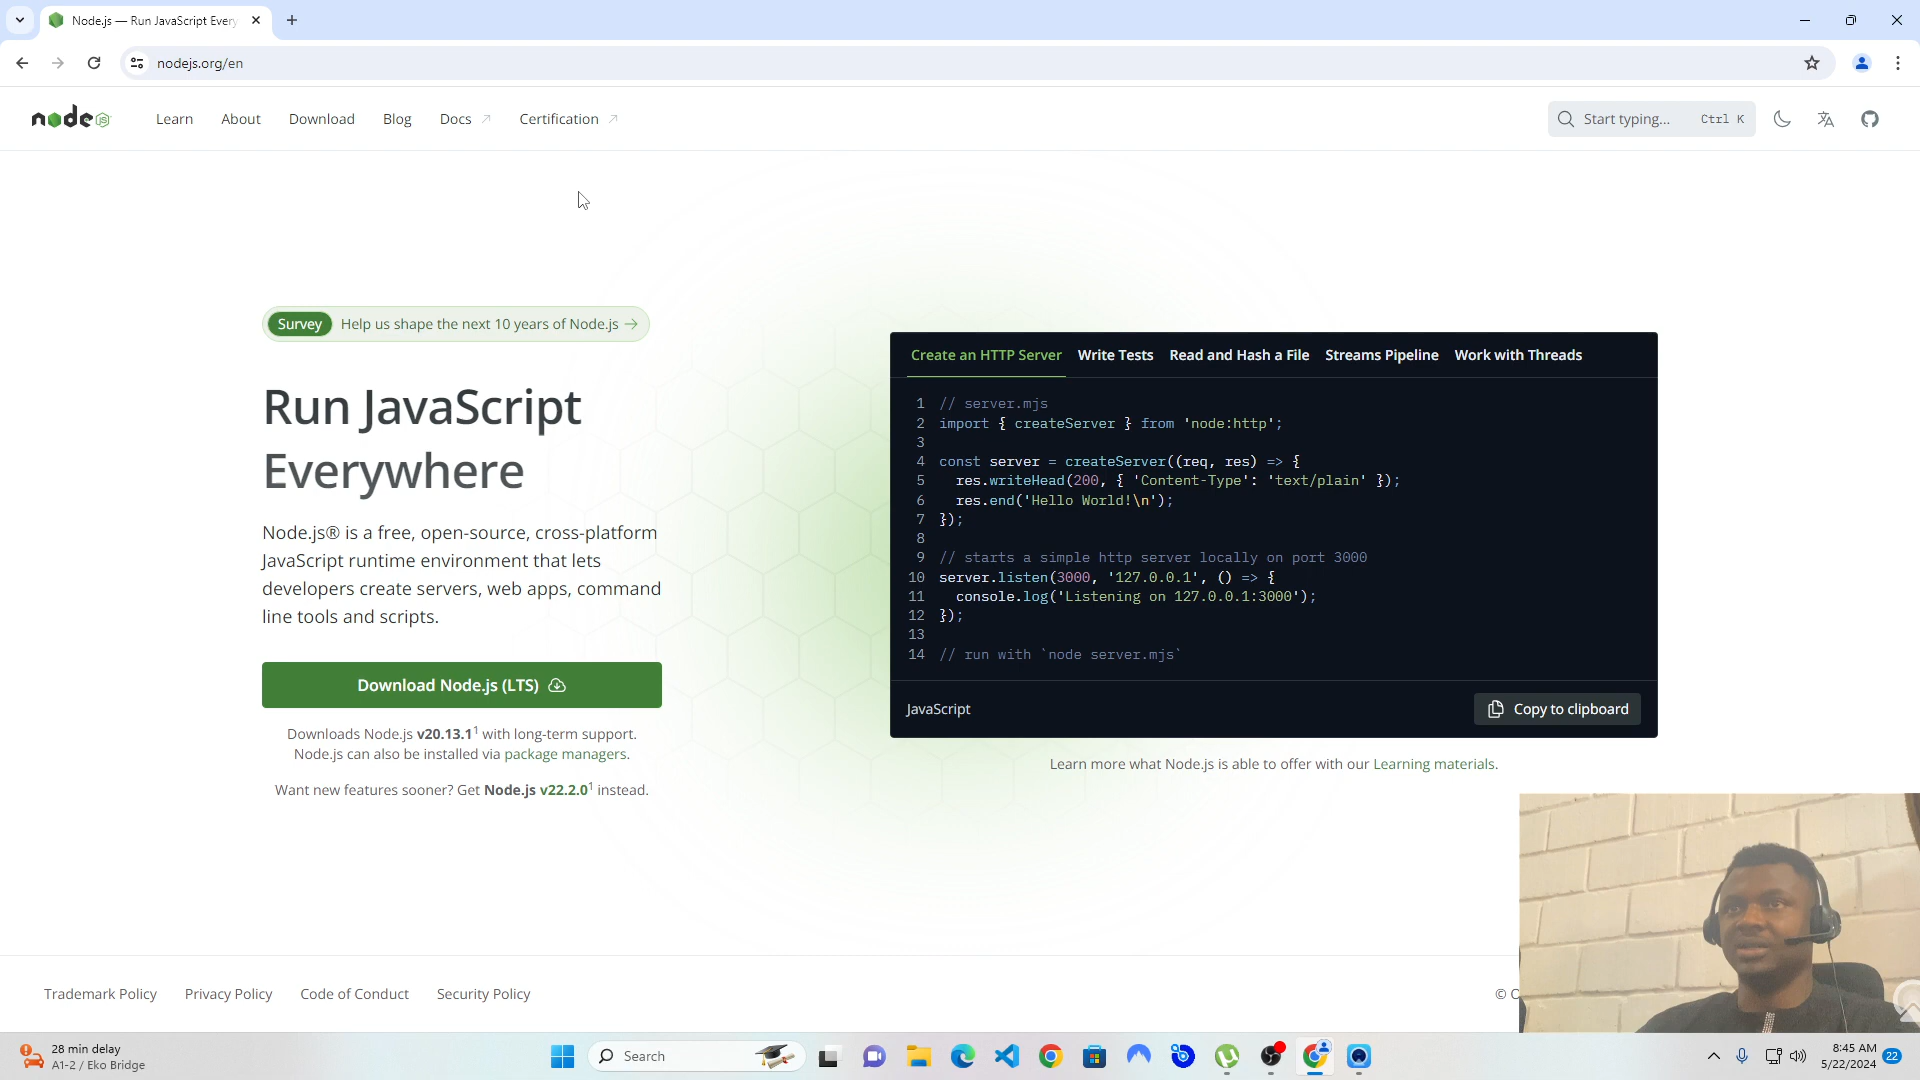 Node.js — Run JavaScript Every
nodejs.org/en
node
Learn About Download Blog Docs Certification
Start typing... Ctrl K
Survey Help us shape the next 10 years of Node.js →
Run JavaScript
Everywhere
Node.js® is a free, open-source, cross-platform
JavaScript runtime environment that lets
developers create servers, web apps, command
line tools and scripts.
Download Node.js (LTS)
Downloads Node.js v20.13.1¹ with long-term support.
Node.js can also be installed via package managers.
Want new features sooner? Get Node.js v22.2.0¹ instead.
Create an HTTP Server Write Tests Read and Hash a File Streams Pipeline Work with Threads
1 // server.mjs
2 import { createServer } from 'node:http';
3
4 const server = createServer((req, res) => {
5 res.writeHead(200, { 'Content-Type': 'text/plain' });
6 res.end('Hello World!\n');
7 });
8
9 // starts a simple http server locally on port 3000
10 server.listen(3000, '127.0.0.1', () => {
11 console.log('Listening on 127.0.0.1:3000');
12 });
13
14 // run with `node server.mjs`
JavaScript
Copy to clipboard
Learn more what Node.js is able to offer with our Learning materials.
Trademark Policy Privacy Policy Code of Conduct Security Policy
©
28 min delay
A1-2 / Eko Bridge
Search
8:45 AM
5/22/2024
22